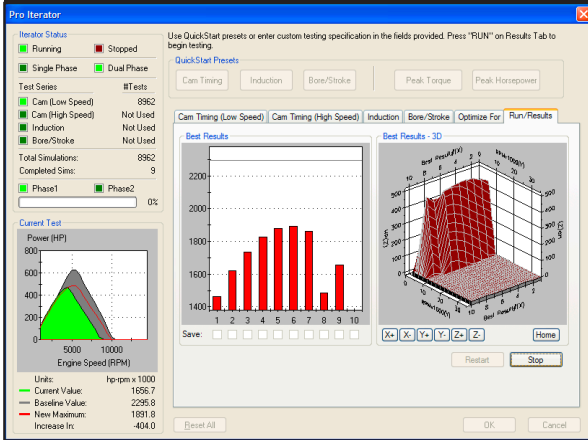 Pro Iterator
Iterator Status
Running Stopped
Single Phase Dual Phase
Test Series #Tests
Cam (Low Speed) 8962
Cam (High Speed) Not Used
Induction Not Used
Bore/Stroke Not Used
Total Simulations: 8962
Completed Sims: 9
Phase1 Phase2
0%
Current Test
Power (HP)
800
600
400
200
0
5000 10000
Engine Speed (RPM)
Units: hp-rpm x 1000
Current Value: 1656.7
Baseline Value: 2295.8
New Maximum: 1891.8
Increase In: -404.0
Use QuickStart presets or enter custom testing specification in the fields provided. Press "RUN" on Results Tab to
begin testing.
QuickStart Presets
Cam Timing Induction Bore/Stroke Peak Torque Peak Horsepower
Cam Timing (Low Speed) Cam Timing (High Speed) Induction Bore/Stroke Optimize For Run/Results
Best Results
2200
2000
1800
1600
1400
1 2 3 4 5 6 7 8 9 10
Save:
Best Results - 3D
X+ X- Y+ Y- Z+ Z- Home
Restart Stop
Reset All OK Cancel